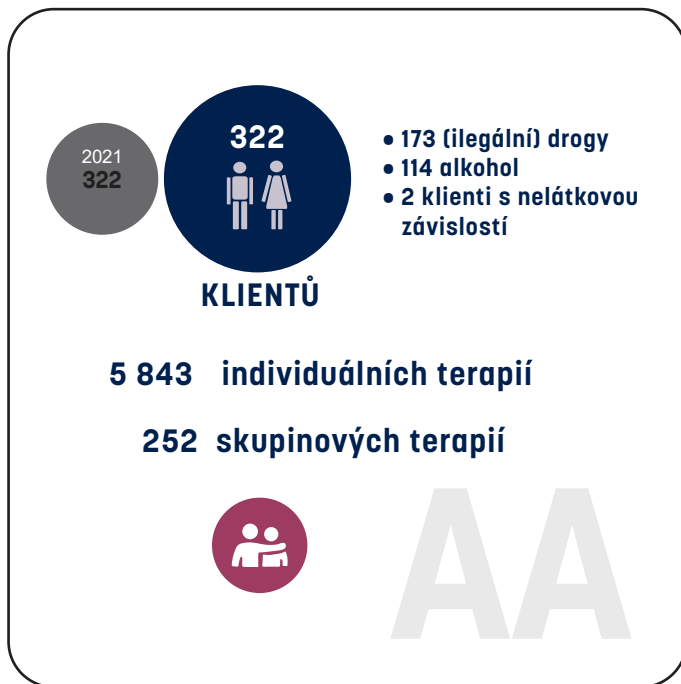 2021
322
322
KLIENTŮ
• 173 (ilegální) drogy
• 114 alkohol
• 2 klienti s nelátkovou
závislostí
5 843 individuálních terapií
252 skupinových terapií
AA